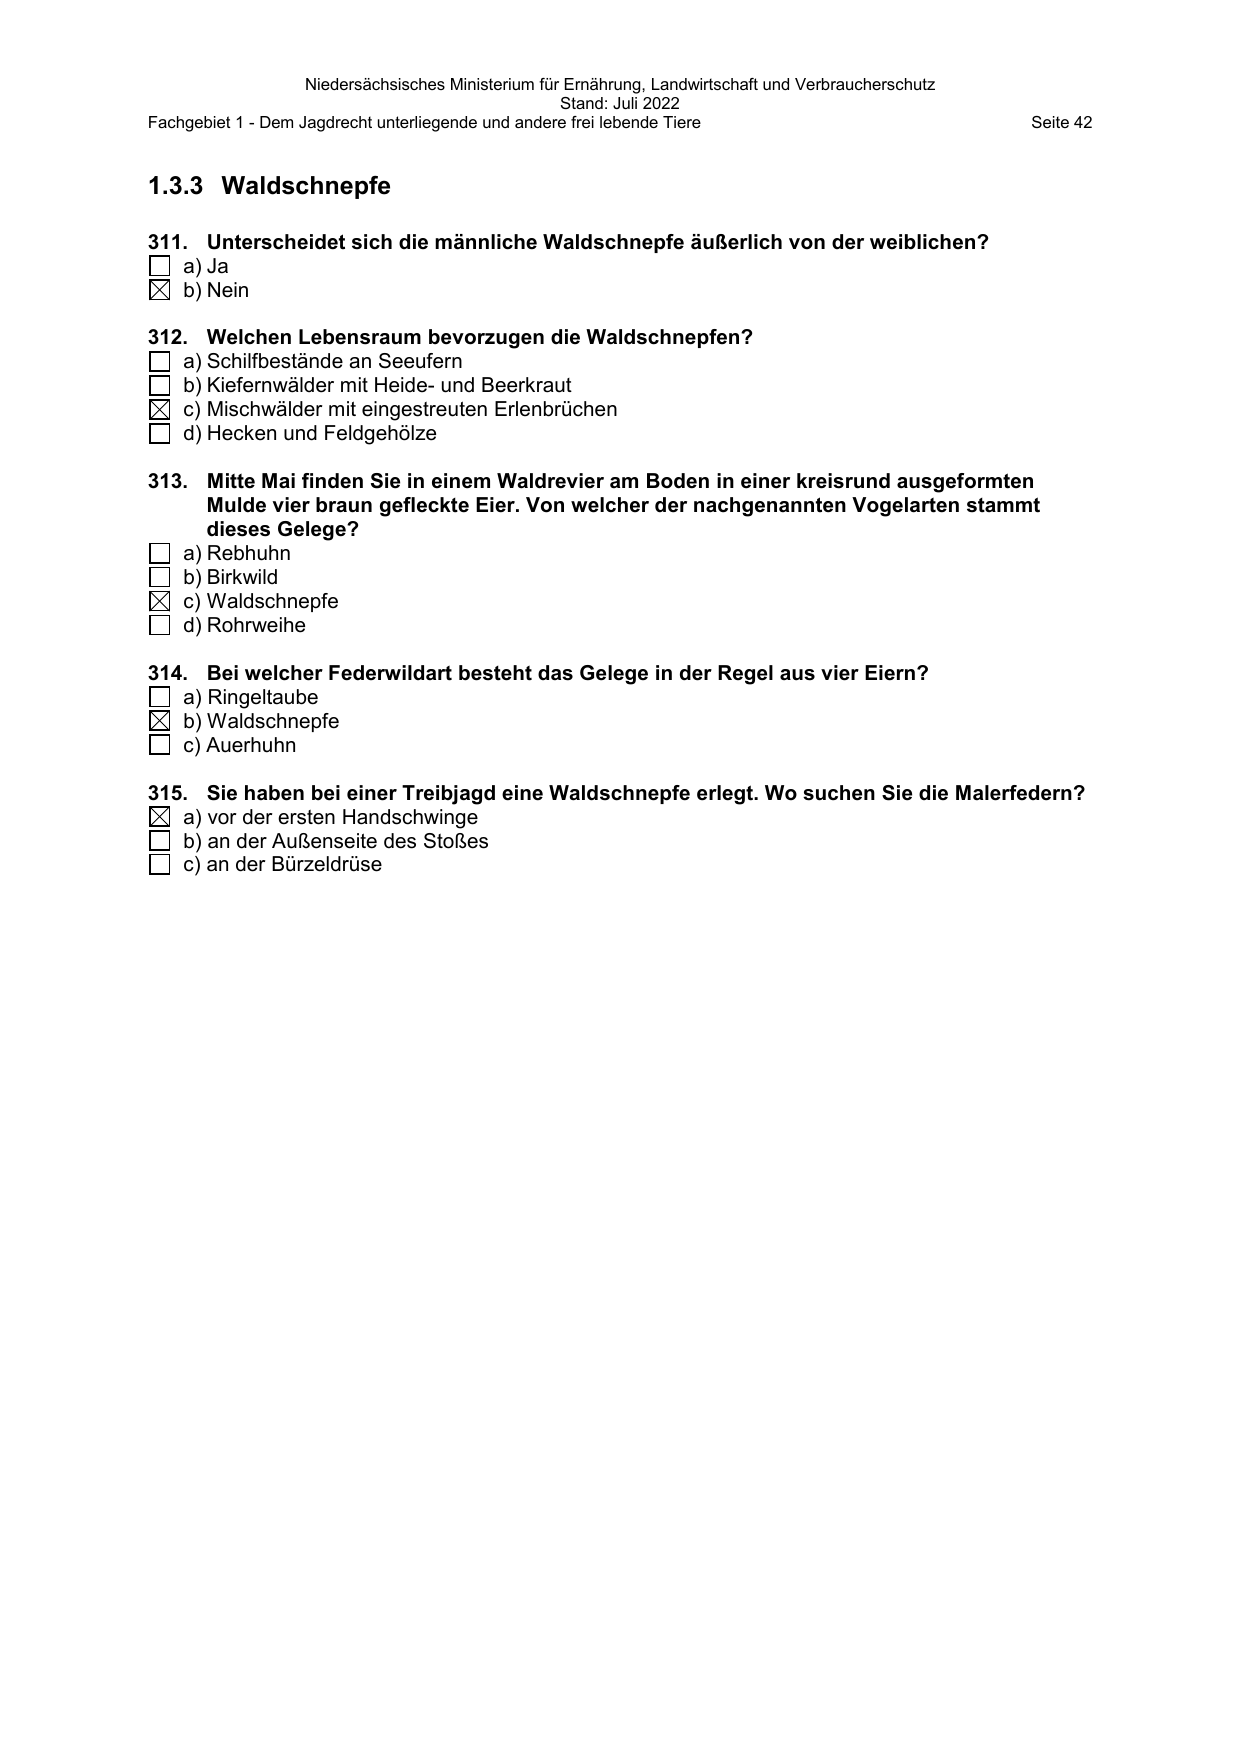 Niedersächsisches Ministerium für Ernährung, Landwirtschaft und Verbraucherschutz
Stand: Juli 2022
Fachgebiet 1 - Dem Jagdrecht unterliegende und andere frei lebende Tiere Seite 42
1.3.3 Waldschnepfe
311. Unterscheidet sich die männliche Waldschnepfe äußerlich von der weiblichen?
☐ a) Ja
☒ b) Nein
312. Welchen Lebensraum bevorzugen die Waldschnepfen?
☐ a) Schilfbestände an Seeufern
☐ b) Kiefernwälder mit Heide- und Beerkraut
☒ c) Mischwälder mit eingestreuten Erlenbrüchen
☐ d) Hecken und Feldgehölze
313. Mitte Mai finden Sie in einem Waldrevier am Boden in einer kreisrund ausgeformten
Mulde vier braun gefleckte Eier. Von welcher der nachgenannten Vogelarten stammt
dieses Gelege?
☐ a) Rebhuhn
☐ b) Birkwild
☒ c) Waldschnepfe
☐ d) Rohrweihe
314. Bei welcher Federwildart besteht das Gelege in der Regel aus vier Eiern?
☐ a) Ringeltaube
☒ b) Waldschnepfe
☐ c) Auerhuhn
315. Sie haben bei einer Treibjagd eine Waldschnepfe erlegt. Wo suchen Sie die Malerfedern?
☒ a) vor der ersten Handschwinge
☐ b) an der Außenseite des Stoßes
☐ c) an der Bürzeldrüse